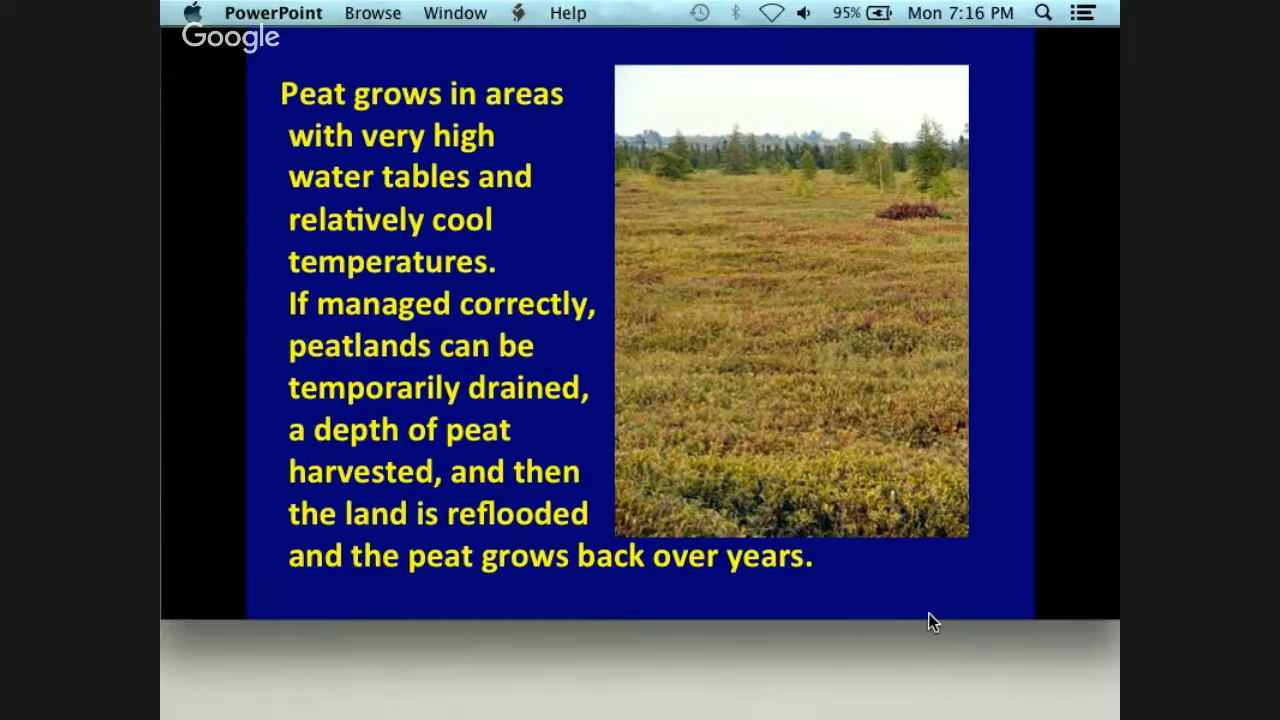 PowerPoint Browse Window Help 95% Mon 7:16 PM
Google
Peat grows in areas
with very high
water tables and
relatively cool
temperatures.
If managed correctly,
peatlands can be
temporarily drained,
a depth of peat
harvested, and then
the land is reflooded
and the peat grows back over years.